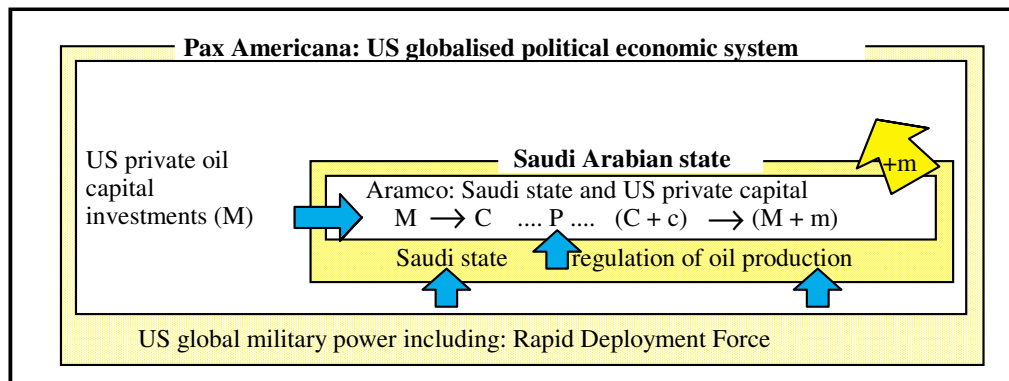 Pax Americana: US globalised political economic system
US private oil
capital
investments (M)
Saudi Arabian state
+m
Aramco: Saudi state and US private capital
M → C .... P .... (C + c) → (M + m)
Saudi state regulation of oil production
US global military power including: Rapid Deployment Force